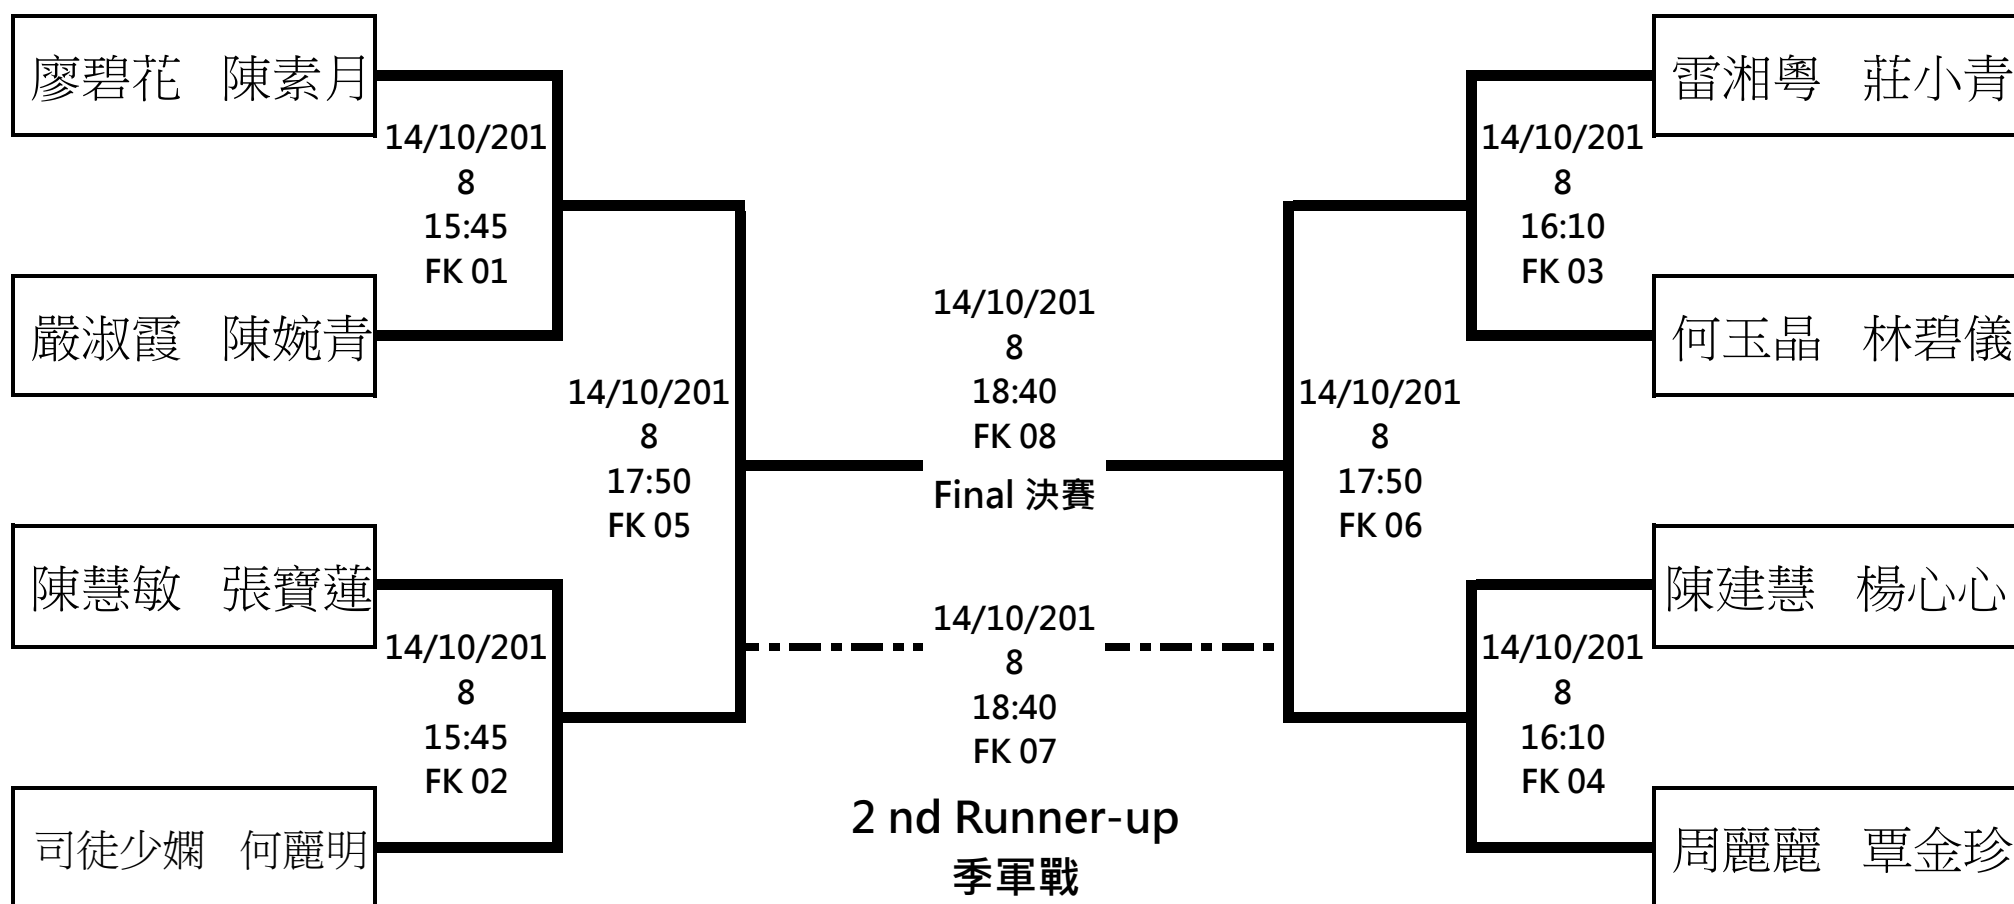 廖碧花 陳素月
14/10/201
8
15:45
FK 01
嚴淑霞 陳婉青
14/10/201
8
17:50
FK 05
陳慧敏 張寶蓮
14/10/201
8
15:45
FK 02
司徒少嫻 何麗明
14/10/201
8
18:40
FK 08
Final 決賽
14/10/201
8
18:40
FK 07
2 nd Runner-up
季軍戰
雷湘粵 莊小青
14/10/201
8
16:10
FK 03
何玉晶 林碧儀
14/10/201
8
17:50
FK 06
陳建慧 楊心心
14/10/201
8
16:10
FK 04
周麗麗 覃金珍